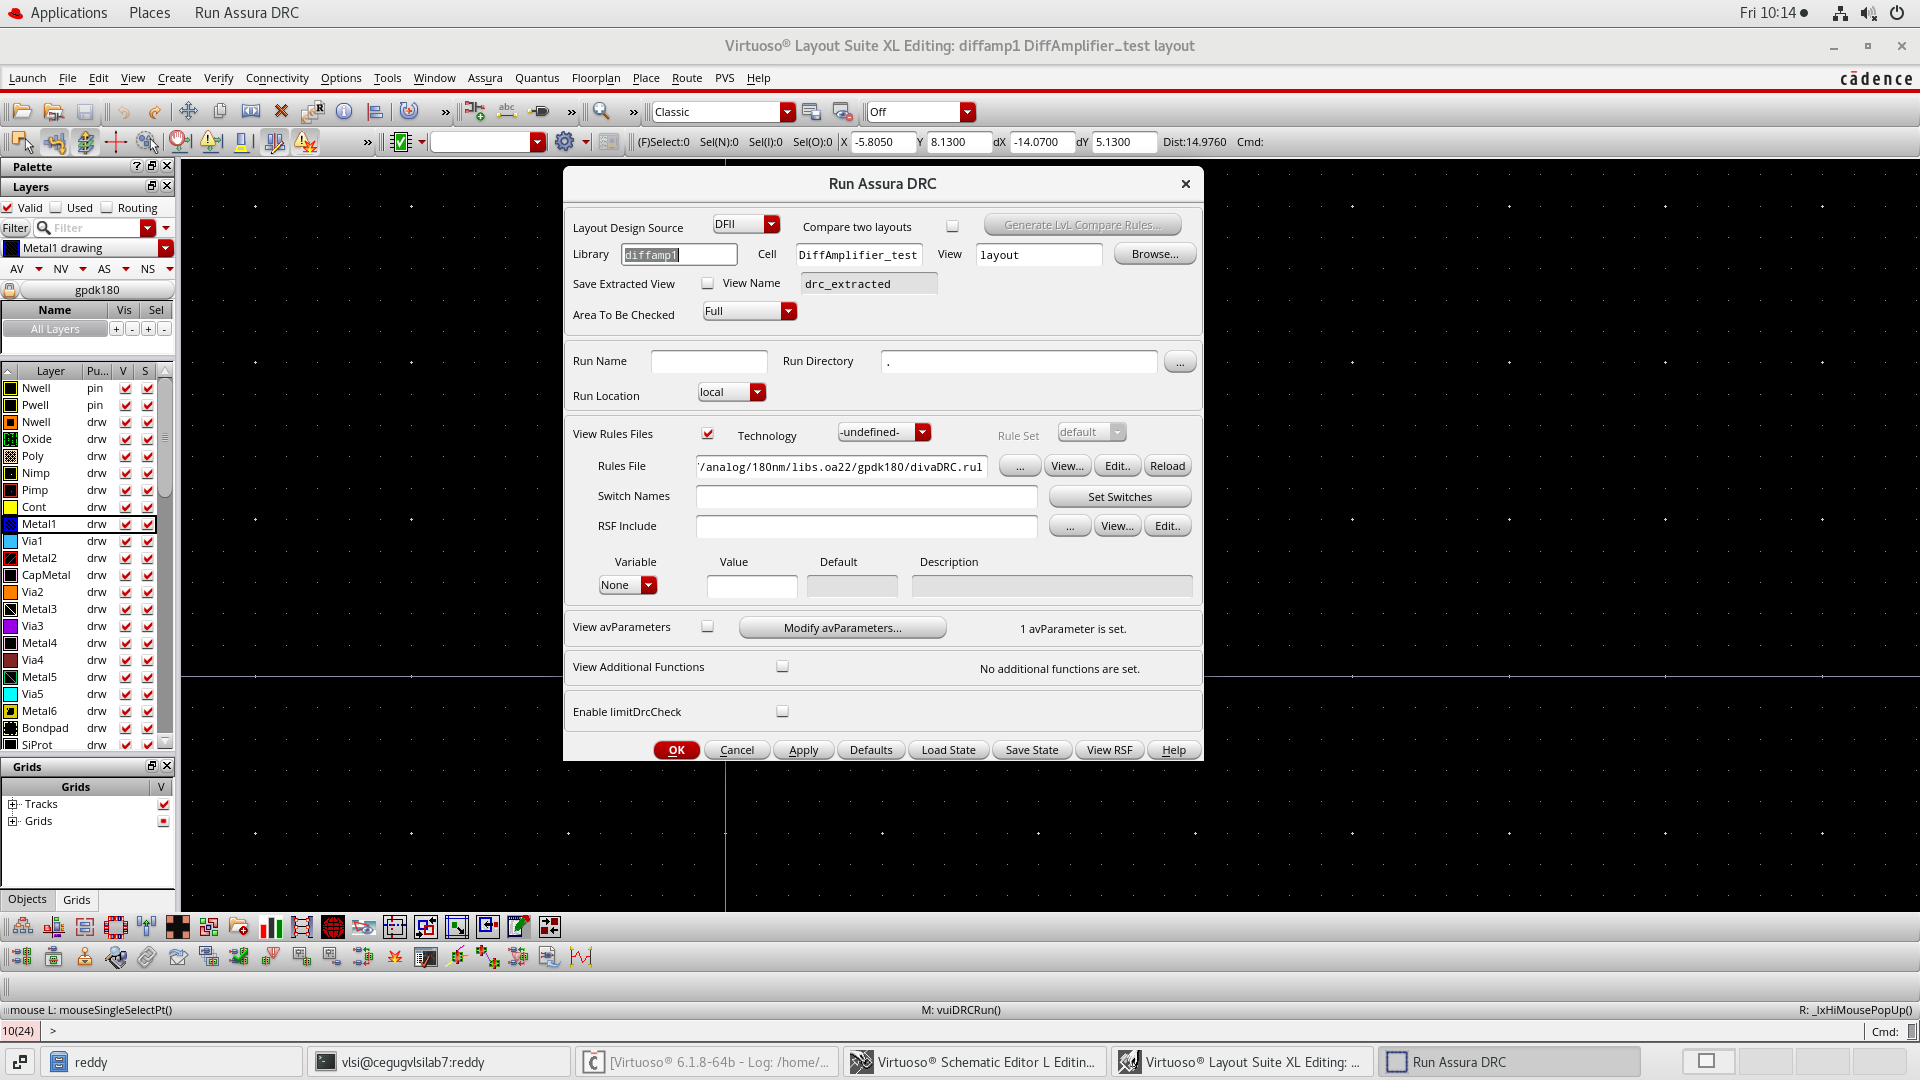 Applications Places Run Assura DRC Fri 10:14
Virtuoso® Layout Suite XL Editing: diffamp1 DiffAmplifier_test layout
Launch File Edit View Create Verify Connectivity Options Tools Window Assura Quantus Floorplan Place Route PVS Help cādence
» » » Classic Off
» (F)Select:0 Sel(N):0 Sel(I):0 Sel(O):0 X -5.8050 Y 8.1300 dX -14.0700 dY 5.1300 Dist:14.9760 Cmd:
Palette
Layers
Valid Used Routing
Filter Filter
Metal1 drawing
AV NV AS NS
gpdk180
Name Vis Sel
All Layers + - + -
Layer Pu... V S
Nwell pin
Pwell pin
Nwell drw
Oxide drw
Poly drw
Nimp drw
Pimp drw
Cont drw
Metal1 drw
Via1 drw
Metal2 drw
CapMetal drw
Via2 drw
Metal3 drw
Via3 drw
Metal4 drw
Via4 drw
Metal5 drw
Via5 drw
Metal6 drw
Bondpad drw
SiProt drw
Grids
Grids V
Tracks
Grids
Objects Grids
Run Assura DRC
Layout Design Source DFII Compare two layouts Generate LvL Compare Rules...
Library diffamp1 Cell DiffAmplifier_test View layout Browse...
Save Extracted View View Name drc_extracted
Area To Be Checked Full
Run Name Run Directory . ...
Run Location local
View Rules Files Technology -undefined- Rule Set default
Rules File /analog/180nm/libs.oa22/gpdk180/divaDRC.rul ... View... Edit.. Reload
Switch Names Set Switches
RSF Include ... View... Edit..
Variable Value Default Description
None
View avParameters Modify avParameters... 1 avParameter is set.
View Additional Functions No additional functions are set.
Enable limitDrcCheck
OK Cancel Apply Defaults Load State Save State View RSF Help
mouse L: mouseSingleSelectPt() M: vuiDRCRun() R: _lxHiMousePopUp()
10(24) > Cmd:
reddy vlsi@cegugvlsilab7:reddy [Virtuoso® 6.1.8-64b - Log: /home/... Virtuoso® Schematic Editor L Editin... Virtuoso® Layout Suite XL Editing: ... Run Assura DRC